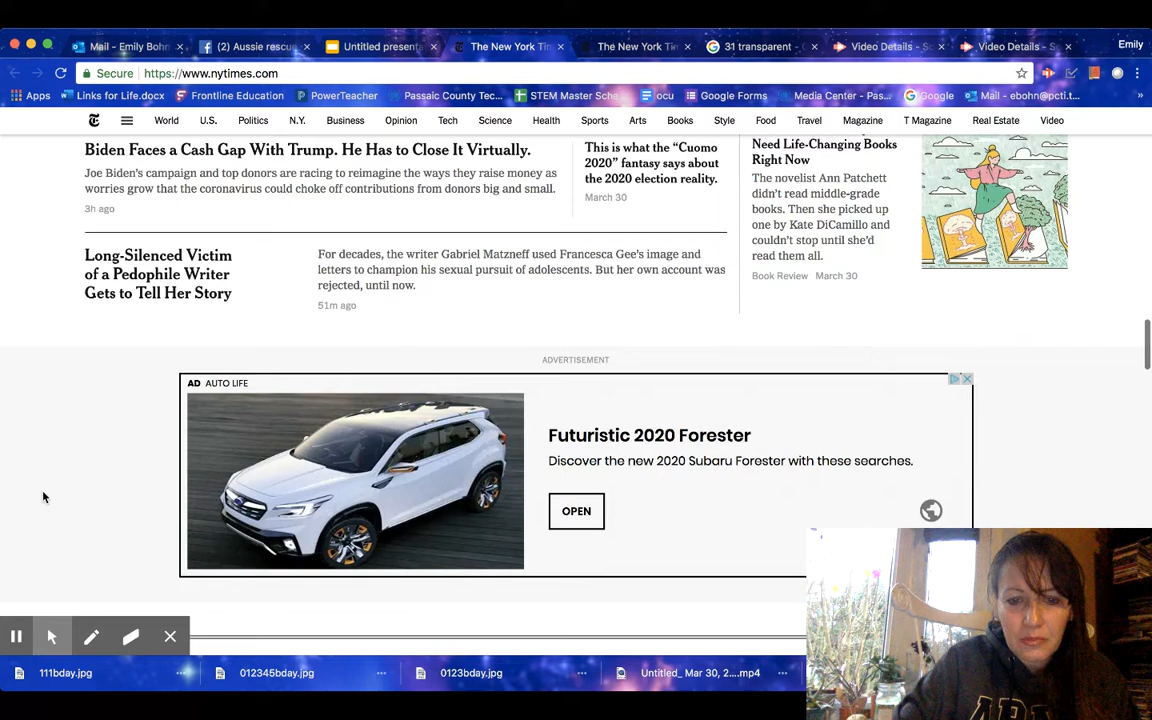 Mail - Emily Bohn
(2) Aussie rescu
Untitled present
The New York Tim
The New York Tim
31 transparent -
Video Details - Sc
Video Details - Sc
Emily
Secure https://www.nytimes.com
Apps
Links for Life.docx
Frontline Education
PowerTeacher
Passaic County Tec...
STEM Master Sche...
ocu
Google Forms
Media Center - Pas...
Google
Mail - ebohn@pcti.t...
World
U.S.
Politics
N.Y.
Business
Opinion
Tech
Science
Health
Sports
Arts
Books
Style
Food
Travel
Magazine
T Magazine
Real Estate
Video
Biden Faces a Cash Gap With Trump. He Has to Close It Virtually.
Joe Biden's campaign and top donors are racing to reimagine the ways they raise money as
worries grow that the coronavirus could choke off contributions from donors big and small.
3h ago
This is what the “Cuomo
2020” fantasy says about
the 2020 election reality.
March 30
Need Life-Changing Books
Right Now
The novelist Ann Patchett
didn't read middle-grade
books. Then she picked up
one by Kate DiCamillo and
couldn't stop until she'd
read them all.
Book Review March 30
Long-Silenced Victim
of a Pedophile Writer
Gets to Tell Her Story
For decades, the writer Gabriel Matzneff used Francesca Gee's image and
letters to champion his sexual pursuit of adolescents. But her own account was
rejected, until now.
51m ago
ADVERTISEMENT
AD AUTO LIFE
Futuristic 2020 Forester
Discover the new 2020 Subaru Forester with these searches.
OPEN
111bday.jpg
012345bday.jpg
0123bday.jpg
Untitled_ Mar 30, 2....mp4